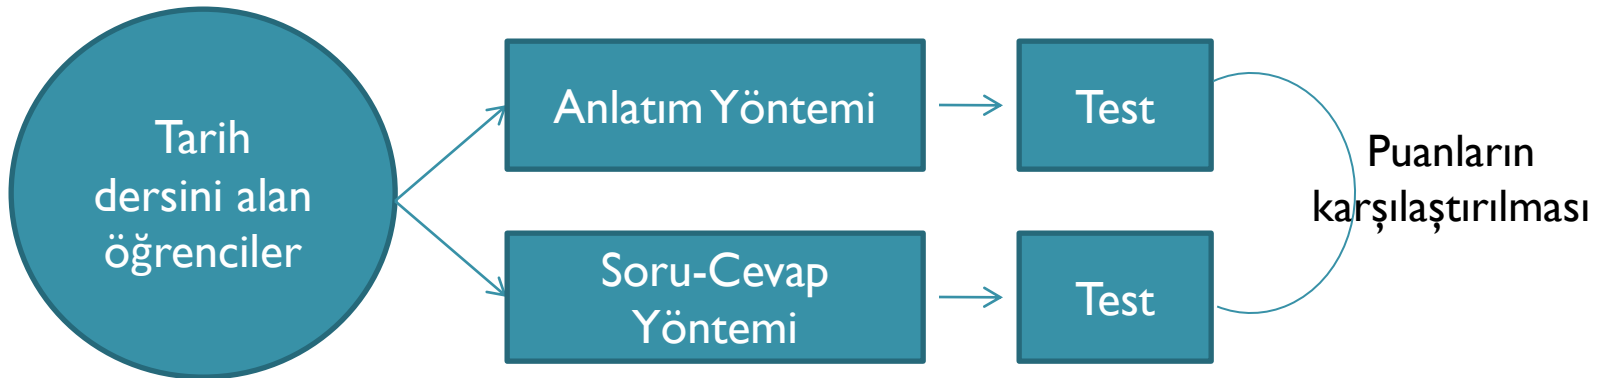 Tarih
dersini alan
öğrenciler
Anlatım Yöntemi
Test
Soru-Cevap
Yöntemi
Test
Puanların
karşılaştırılması